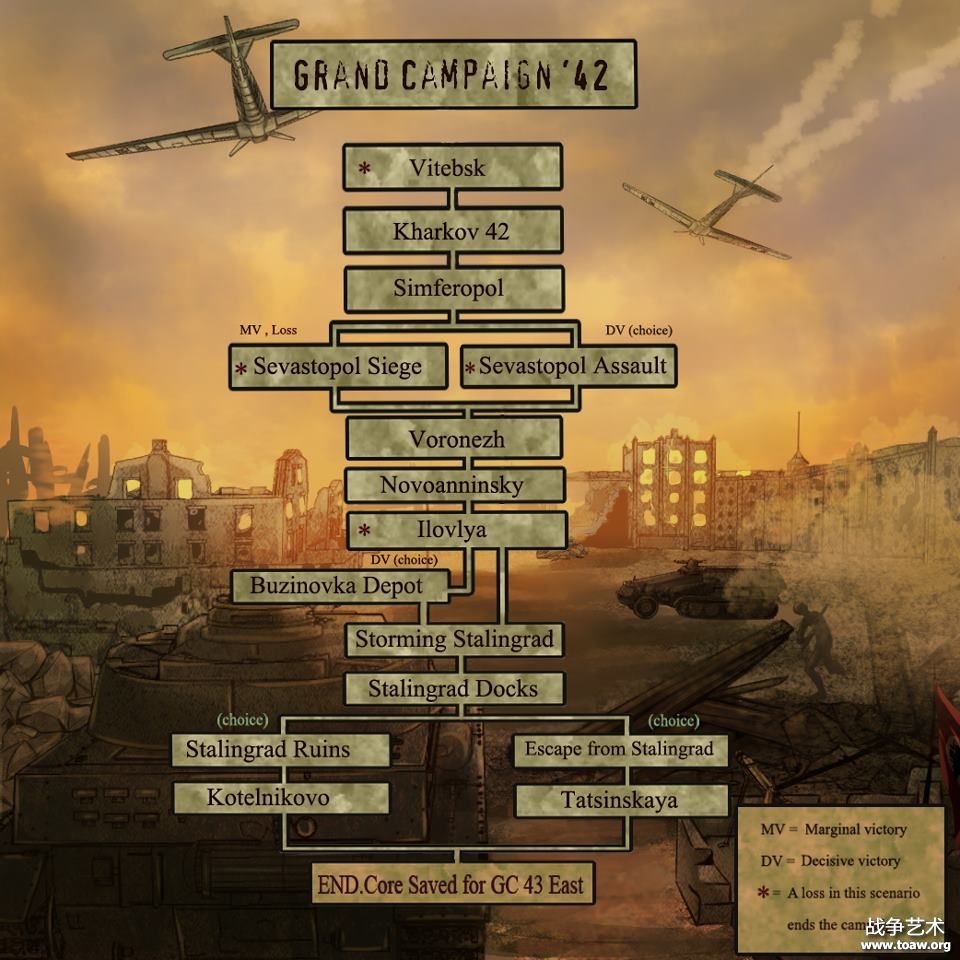 GRAND CAMPAIGN '42
* Vitebsk
Kharkov 42
Simferopol
MV , Loss
DV (choice)
* Sevastopol Siege
* Sevastopol Assault
Voronezh
Novoanninsky
* Ilovlya
DV (choice)
Buzinovka Depot
Storming Stalingrad
Stalingrad Docks
(choice)
(choice)
Stalingrad Ruins
Escape from Stalingrad
Kotelnikovo
Tatsinskaya
END.Core Saved for GC 43 East
MV = Marginal victory
DV = Decisive victory
* = A loss in this scenario
ends the
战争艺术
www.toaw.org